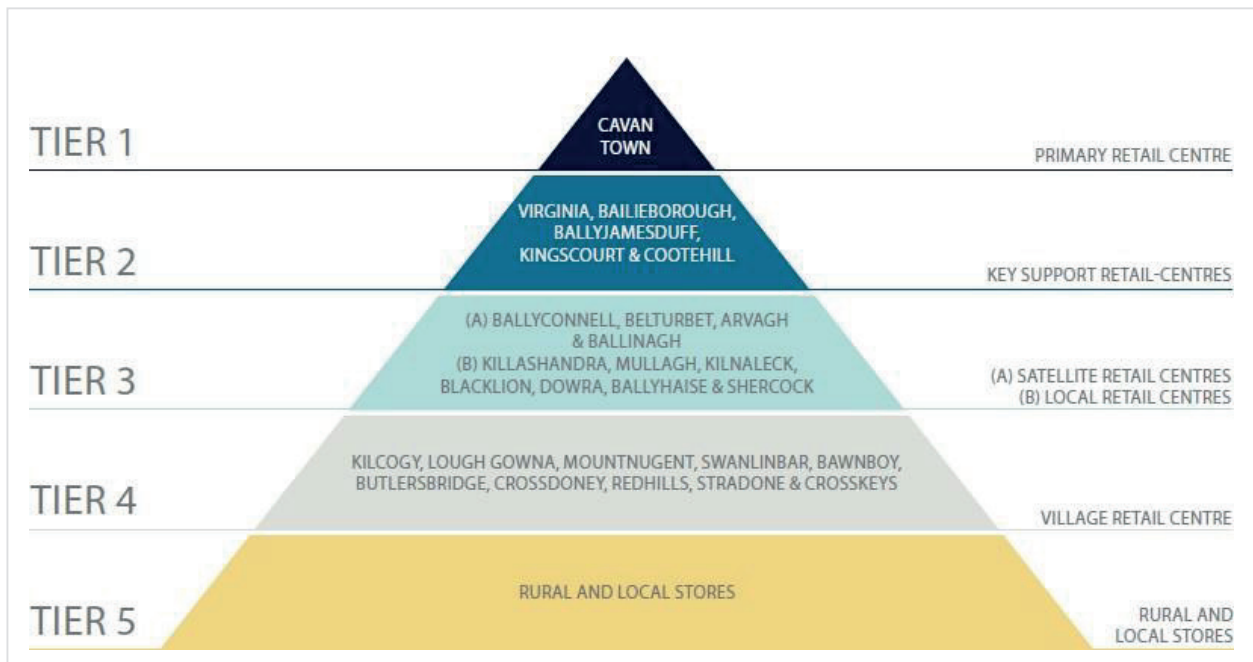 TIER 1
CAVAN
TOWN
PRIMARY RETAIL CENTRE
TIER 2
VIRGINIA, BAILIEBOROUGH,
BALLYJAMESDUFF,
KINGSCOURT & COOTEHILL
KEY SUPPORT RETAIL-CENTRES
TIER 3
(A) BALLYCONNELL, BELTURBET, ARVAGH
& BALLINAGH
(B) KILLASHANDRA, MULLAGH, KILNALECK,
BLACKLION, DOWRA, BALLYHAISE & SHERCOCK
(A) SATELLITE RETAIL CENTRES
(B) LOCAL RETAIL CENTRES
TIER 4
KILCOGY, LOUGH GOWNA, MOUNTNUGENT, SWANLINBAR, BAWNBOY,
BUTLERSBRIDGE, CROSSDONEY, REDHILLS, STRADONE & CROSSKEYS
VILLAGE RETAIL CENTRE
TIER 5
RURAL AND LOCAL STORES
RURAL AND
LOCAL STORES